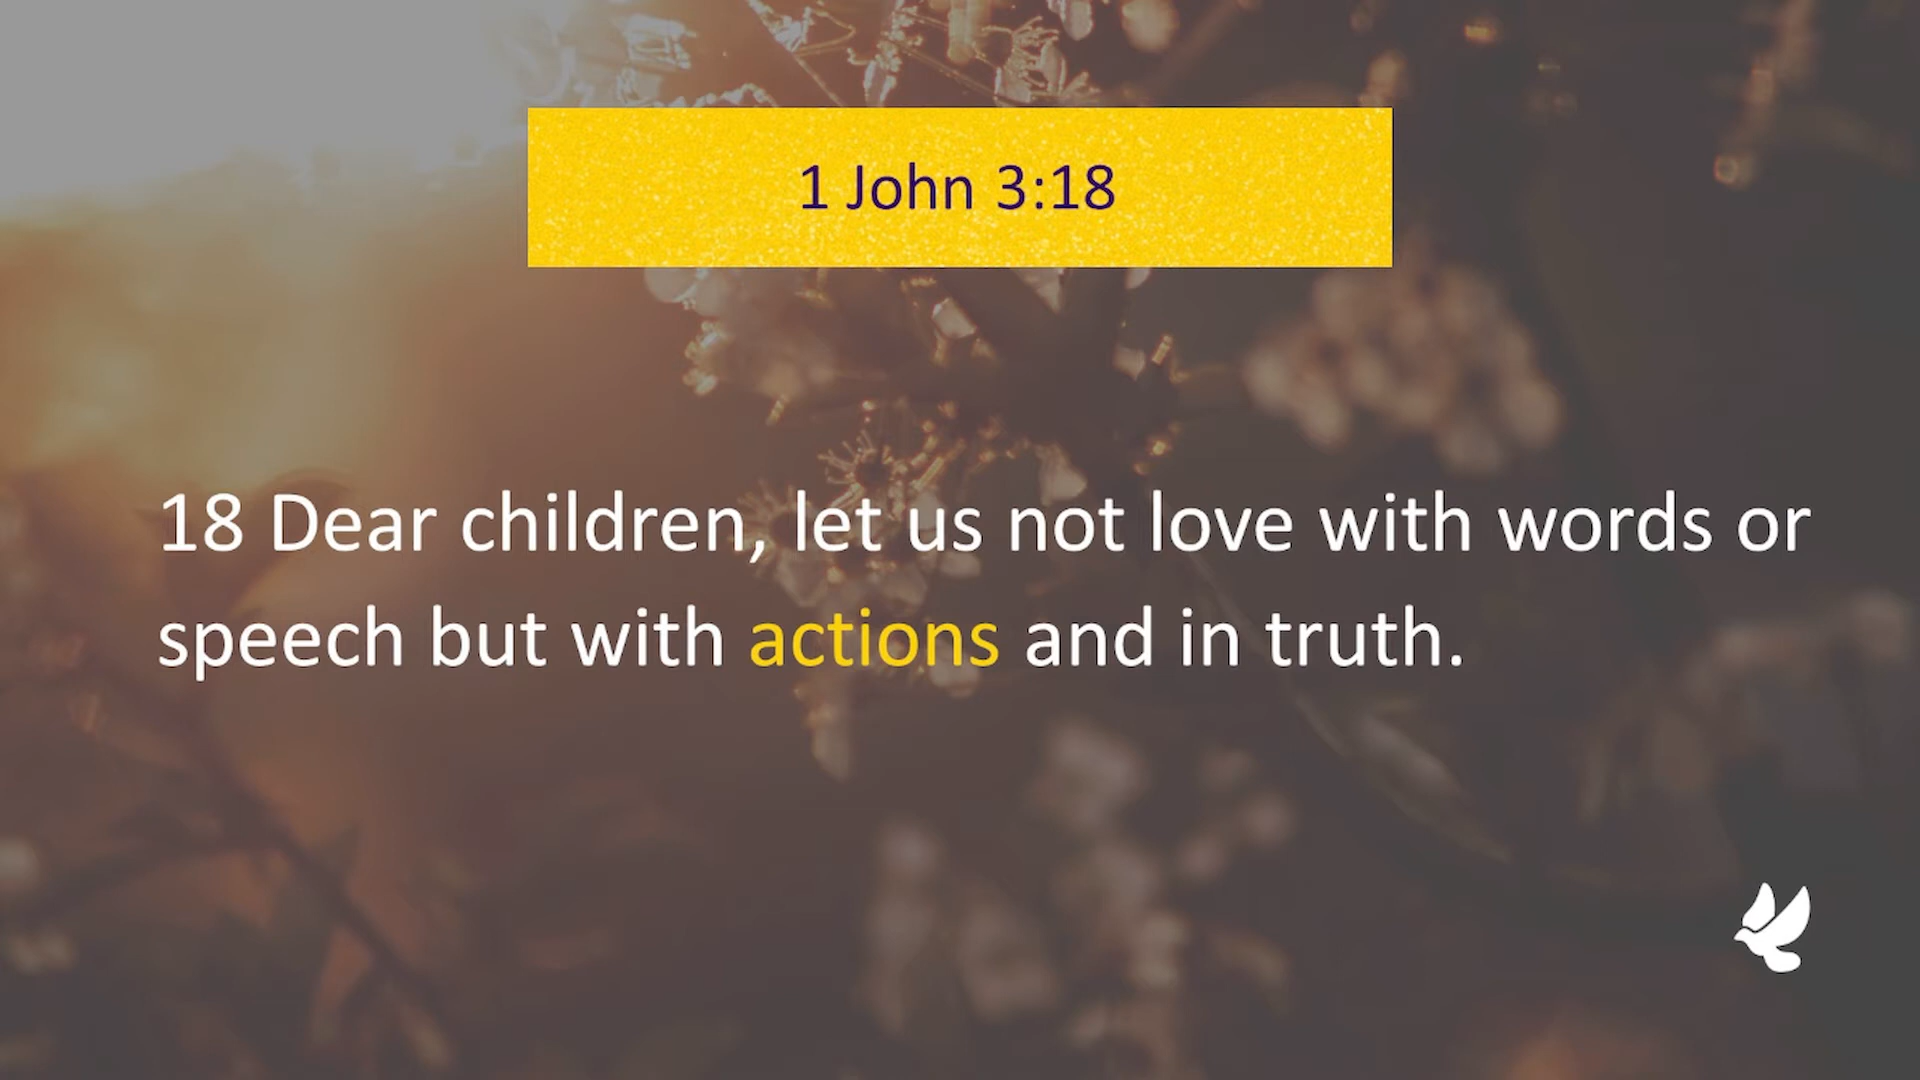 1 John 3:18
18 Dear children, let us not love with words or
speech but with actions and in truth.